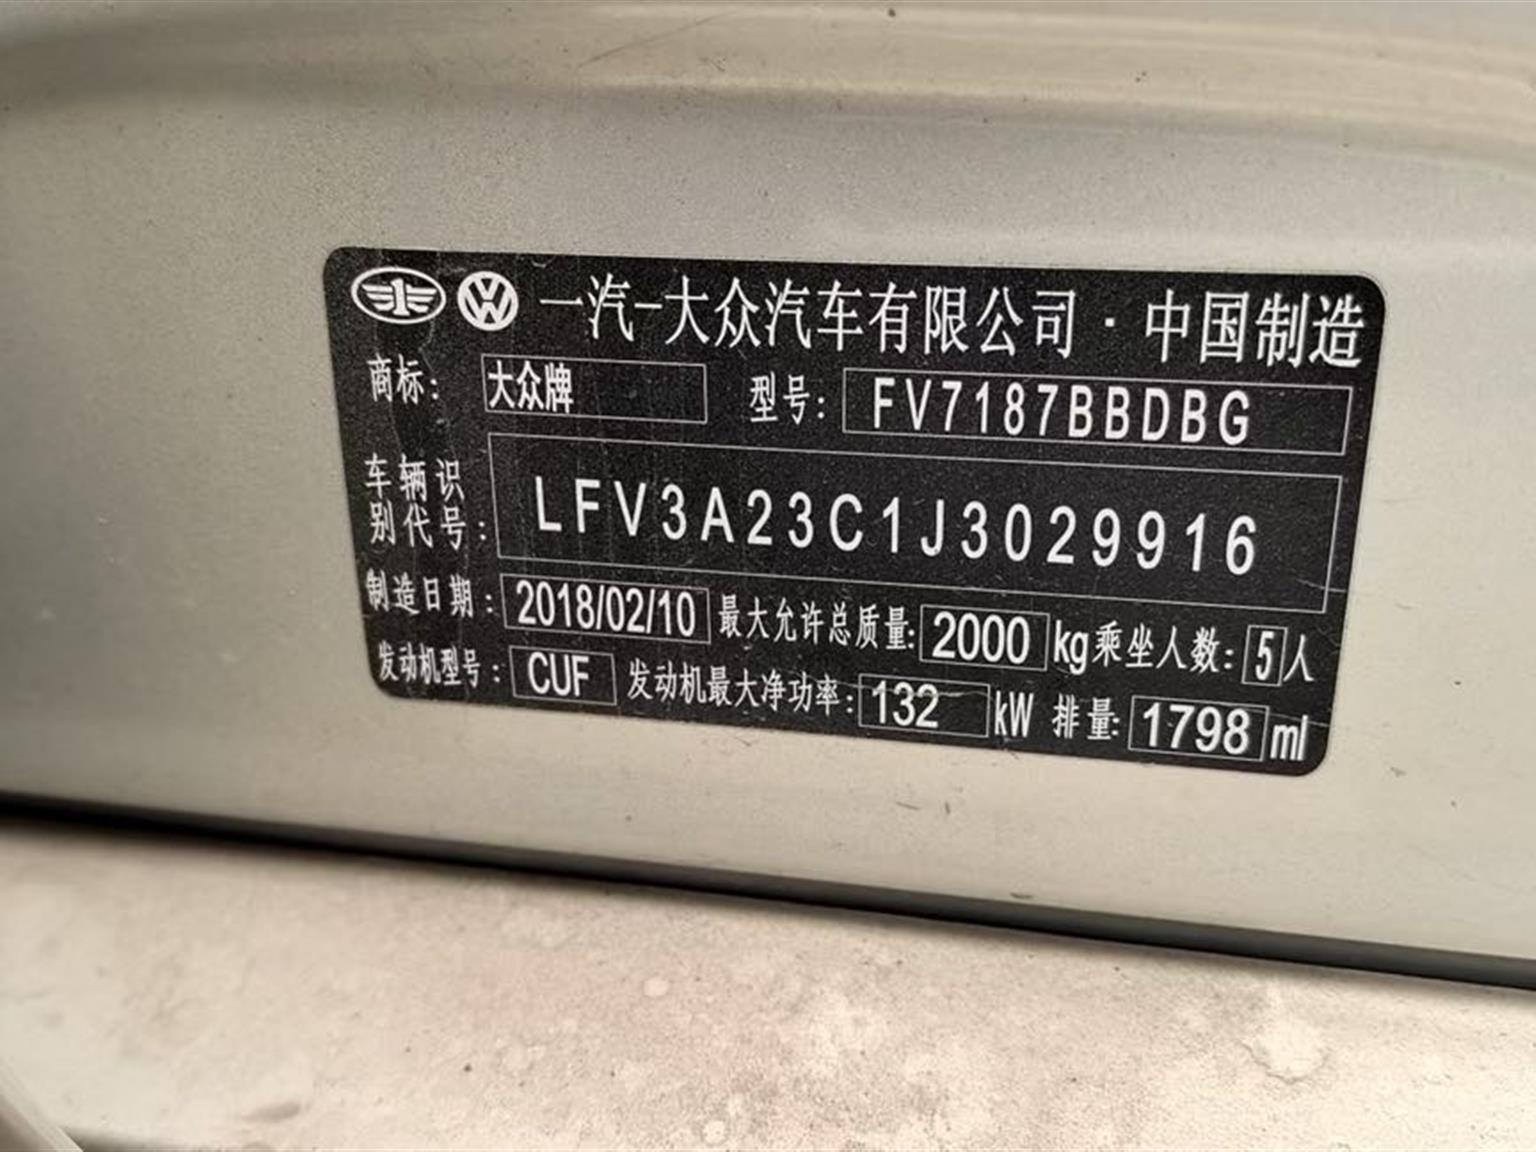 一汽-大众汽车有限公司·中国制造
商标: 大众牌 型号: FV7187BBDBG
车辆识
别代号: LFV3A23C1J3029916
制造日期: 2018/02/10 最大允许总质量: 2000 kg 乘坐人数: 5 人
发动机型号: CUF 发动机最大净功率: 132 kW 排量: 1798 ml